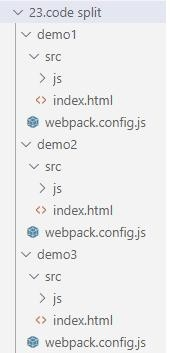 23.code split
demo1
src
js
index.html
webpack.config.js
demo2
src
js
index.html
webpack.config.js
demo3
src
js
index.html
webpack.config.js